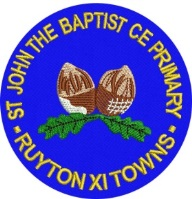 ST JOHN THE BAPTIST CE PRIMARY
RUYTON XI TOWNS